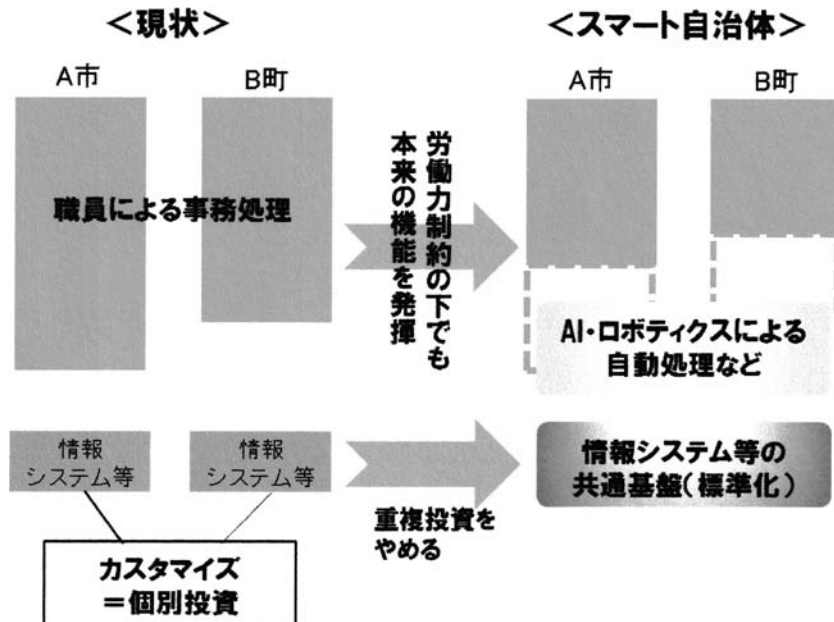 <現状>
<スマート自治体>
A市
B町
A市
B町
職員による事務処理
労働力制約の下でも
本来の機能を発揮
AI・ロボティクスによる
自動処理など
情報
システム等
情報
システム等
情報システム等の
共通基盤(標準化)
重複投資を
やめる
カスタマイズ
=個別投資